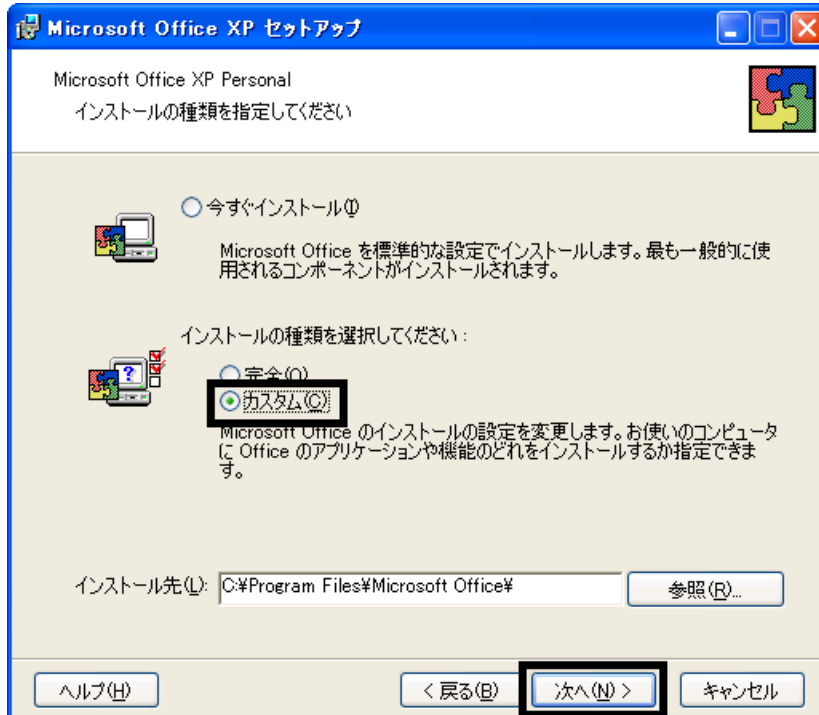 Microsoft Office XP セットアップ
Microsoft Office XP Personal
インストールの種類を指定してください
今すぐインストール(I)
Microsoft Office を標準的な設定でインストールします。最も一般的に使
用されるコンポーネントがインストールされます。
インストールの種類を選択してください:
完全(O)
カスタム(C)
Microsoft Office のインストールの設定を変更します。お使いのコンピュータ
に Office のアプリケーションや機能のどれをインストールするか指定できま
す。
インストール先(L): C:¥Program Files¥Microsoft Office¥ 参照(R)...
ヘルプ(H) < 戻る(B) 次へ(N) > キャンセル